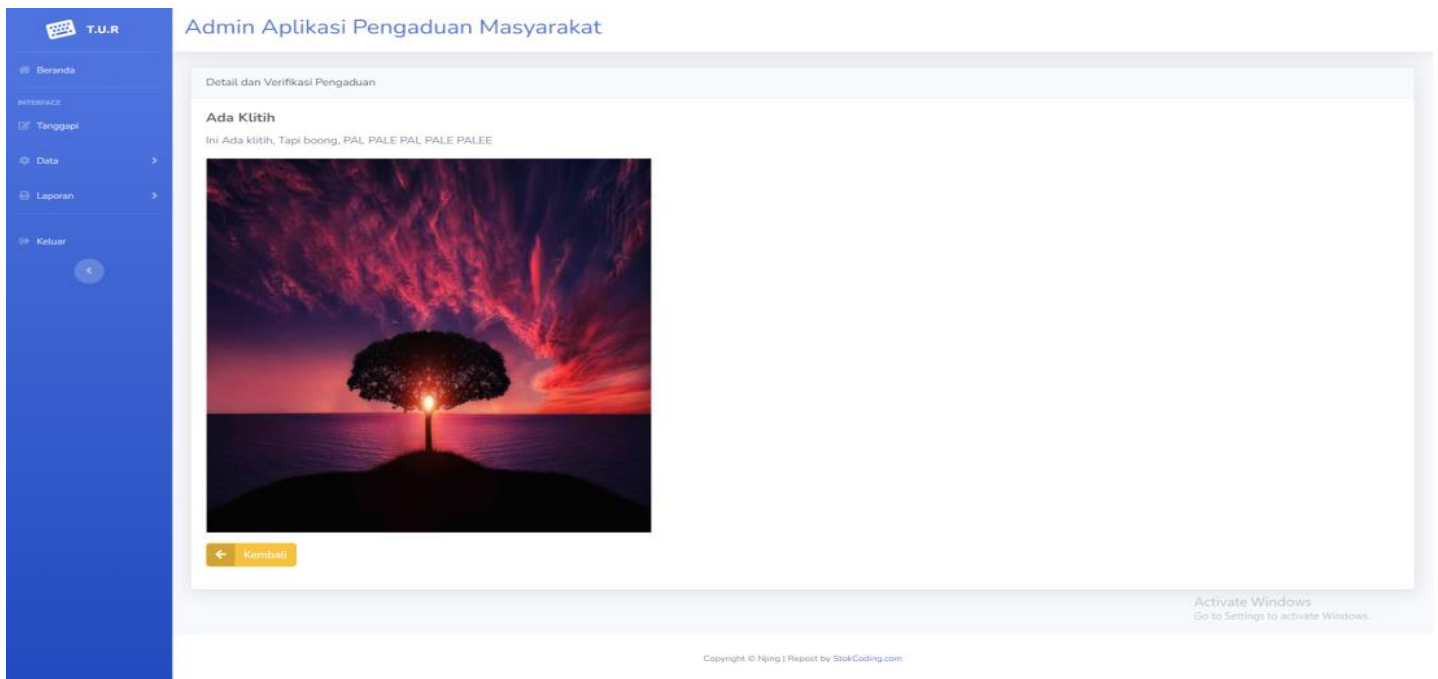 T.U.R
Admin Aplikasi Pengaduan Masyarakat
Beranda
INTERFACE
Tanggapi
Data
Laporan
Keluar
Detail dan Verifikasi Pengaduan
Ada Klitih
Ini Ada klitih, Tapi boong, PAL PALE PAL PALE PALEE
Kembali
Activate Windows
Go to Settings to activate Windows.
Copyright © Njing | Repost by StokCoding.com